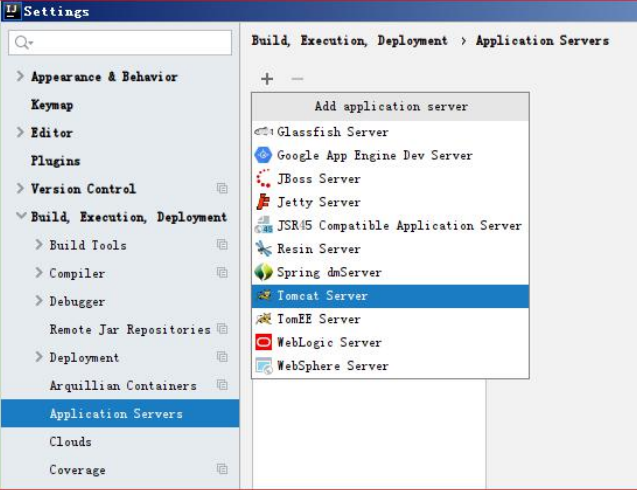 Settings
Appearance & Behavior
Keymap
Editor
Plugins
Version Control
Build, Execution, Deployment
Build Tools
Compiler
Debugger
Remote Jar Repositories
Deployment
Arquillian Containers
Application Servers
Clouds
Coverage
Build, Execution, Deployment > Application Servers
Add application server
Glassfish Server
Google App Engine Dev Server
JBoss Server
Jetty Server
JSR45 Compatible Application Server
Resin Server
Spring dmServer
Tomcat Server
TomEE Server
WebLogic Server
WebSphere Server